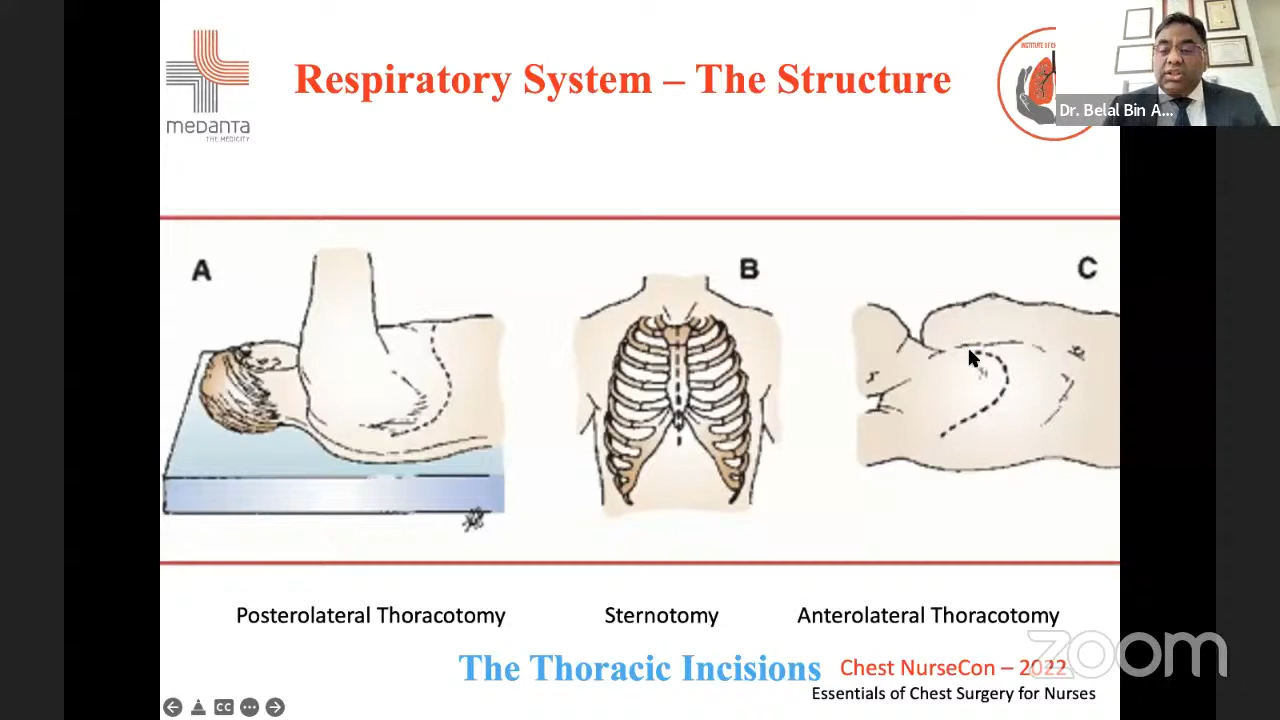 Respiratory System – The Structure
medanta
THE MEDICITY
Dr. Belal Bin A...
A
B
C
Posterolateral Thoracotomy
Sternotomy
Anterolateral Thoracotomy
The Thoracic Incisions
Chest NurseCon – 2022
Essentials of Chest Surgery for Nurses
zoom
CC